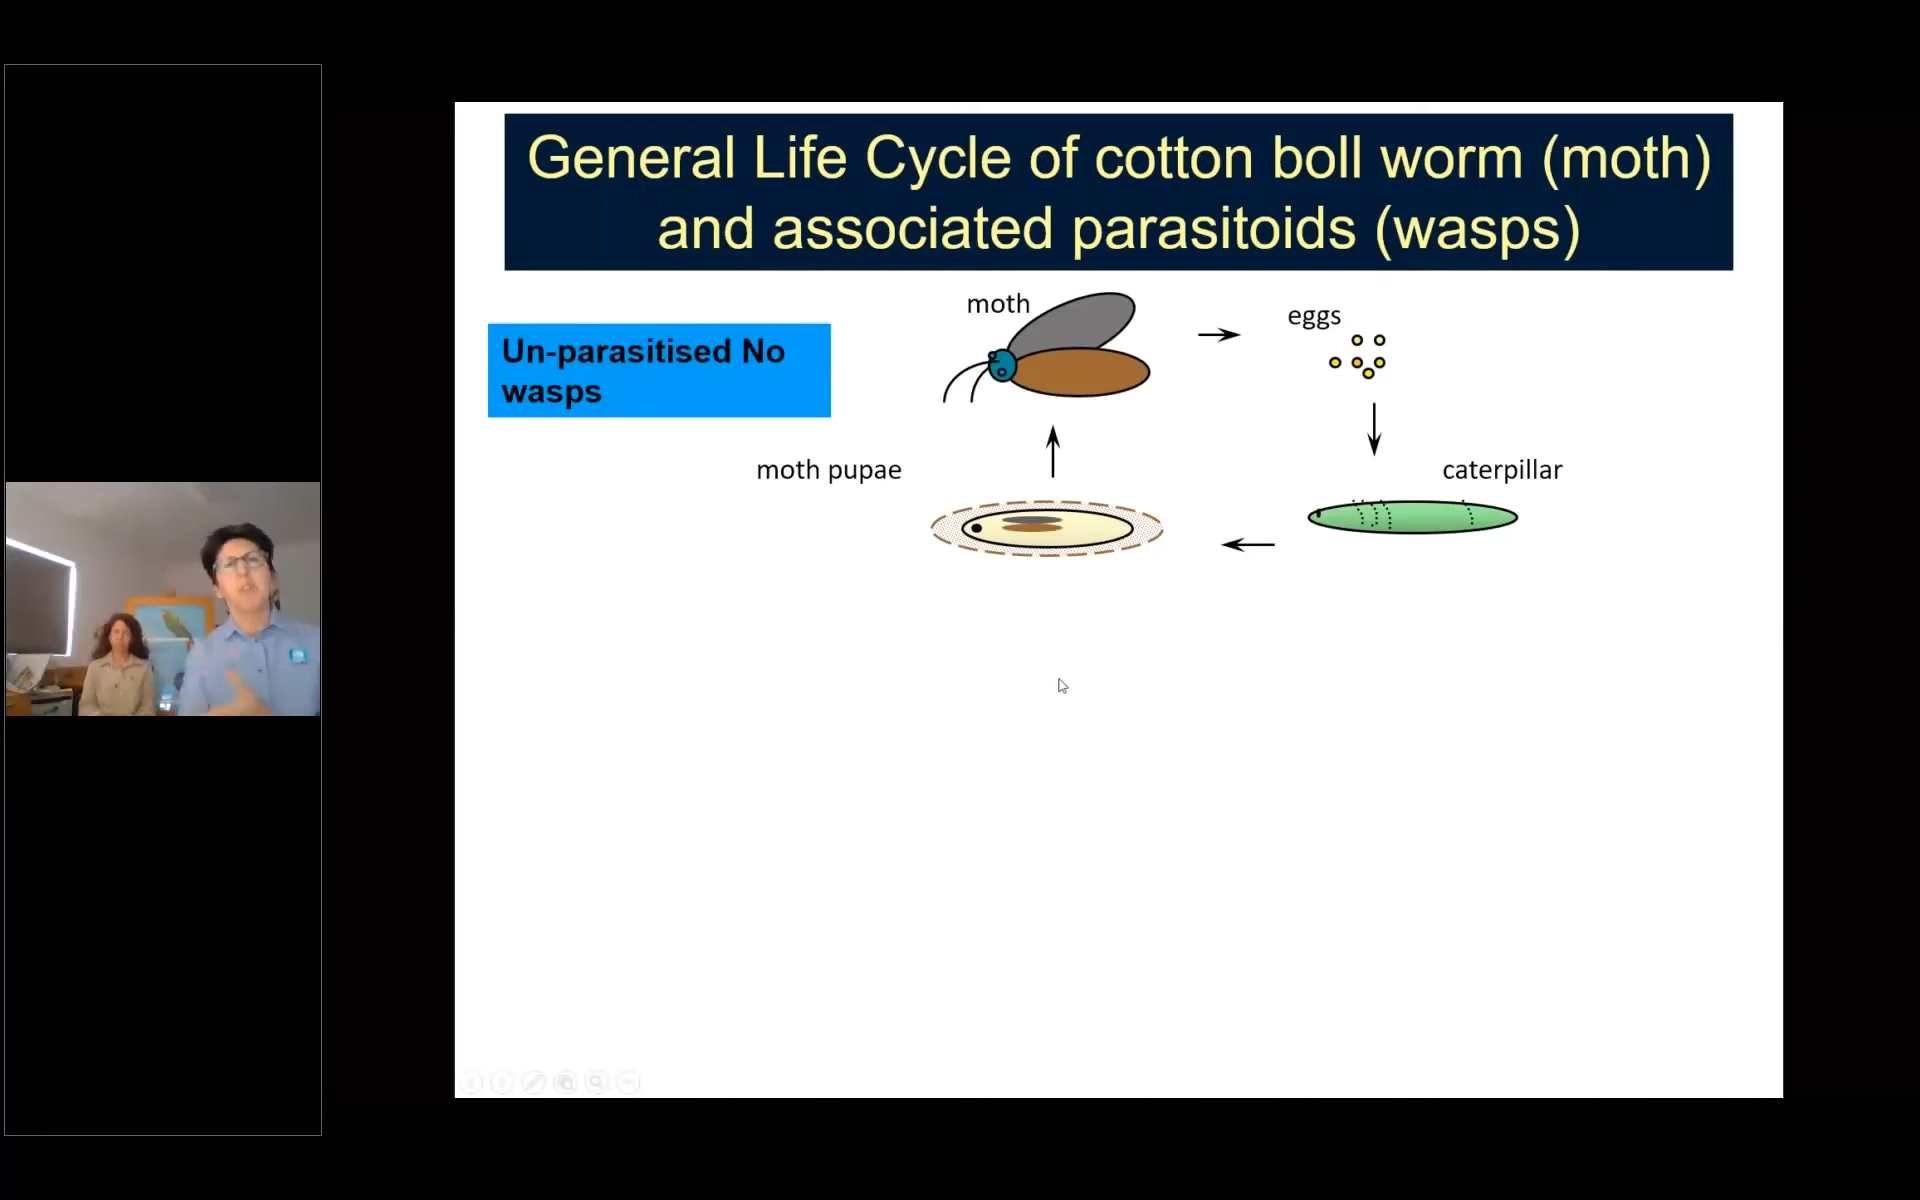 General Life Cycle of cotton boll worm (moth)
and associated parasitoids (wasps)
Un-parasitised No
wasps
moth
eggs
moth pupae
caterpillar